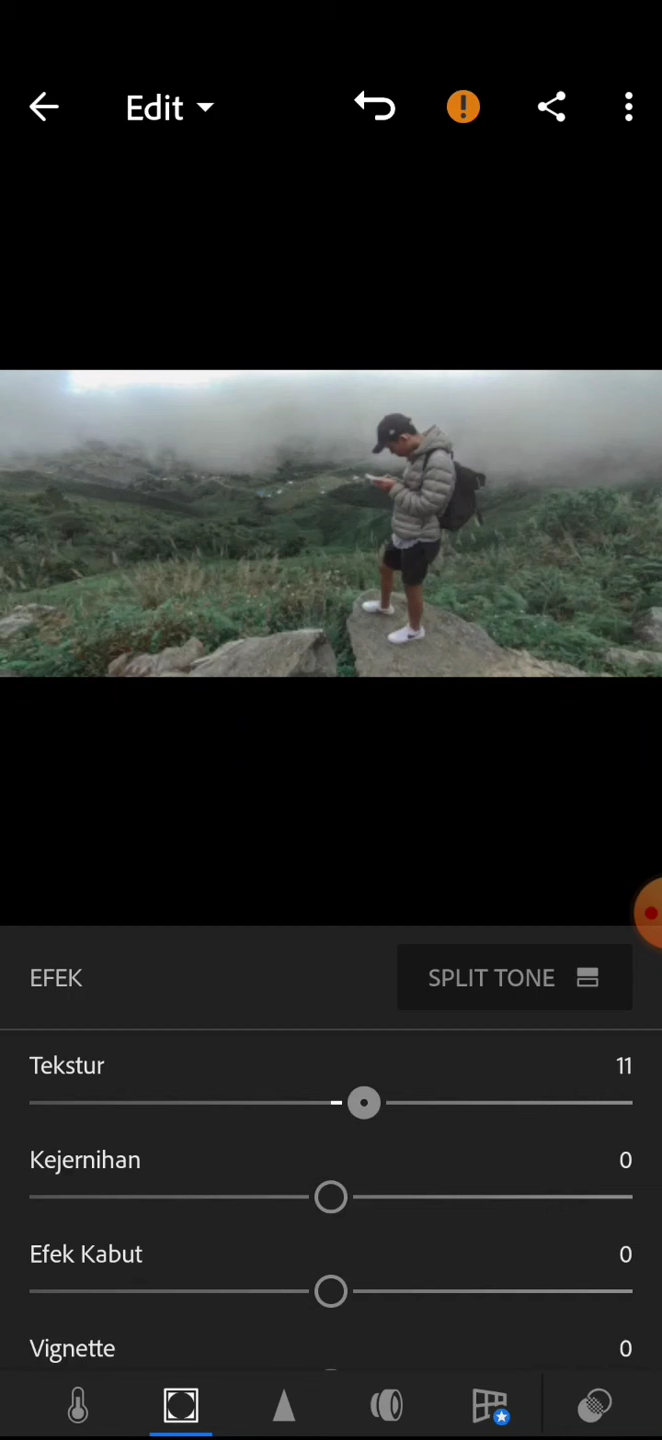 Edit
EFEK
SPLIT TONE
Tekstur 11
Kejernihan 0
Efek Kabut 0
Vignette 0